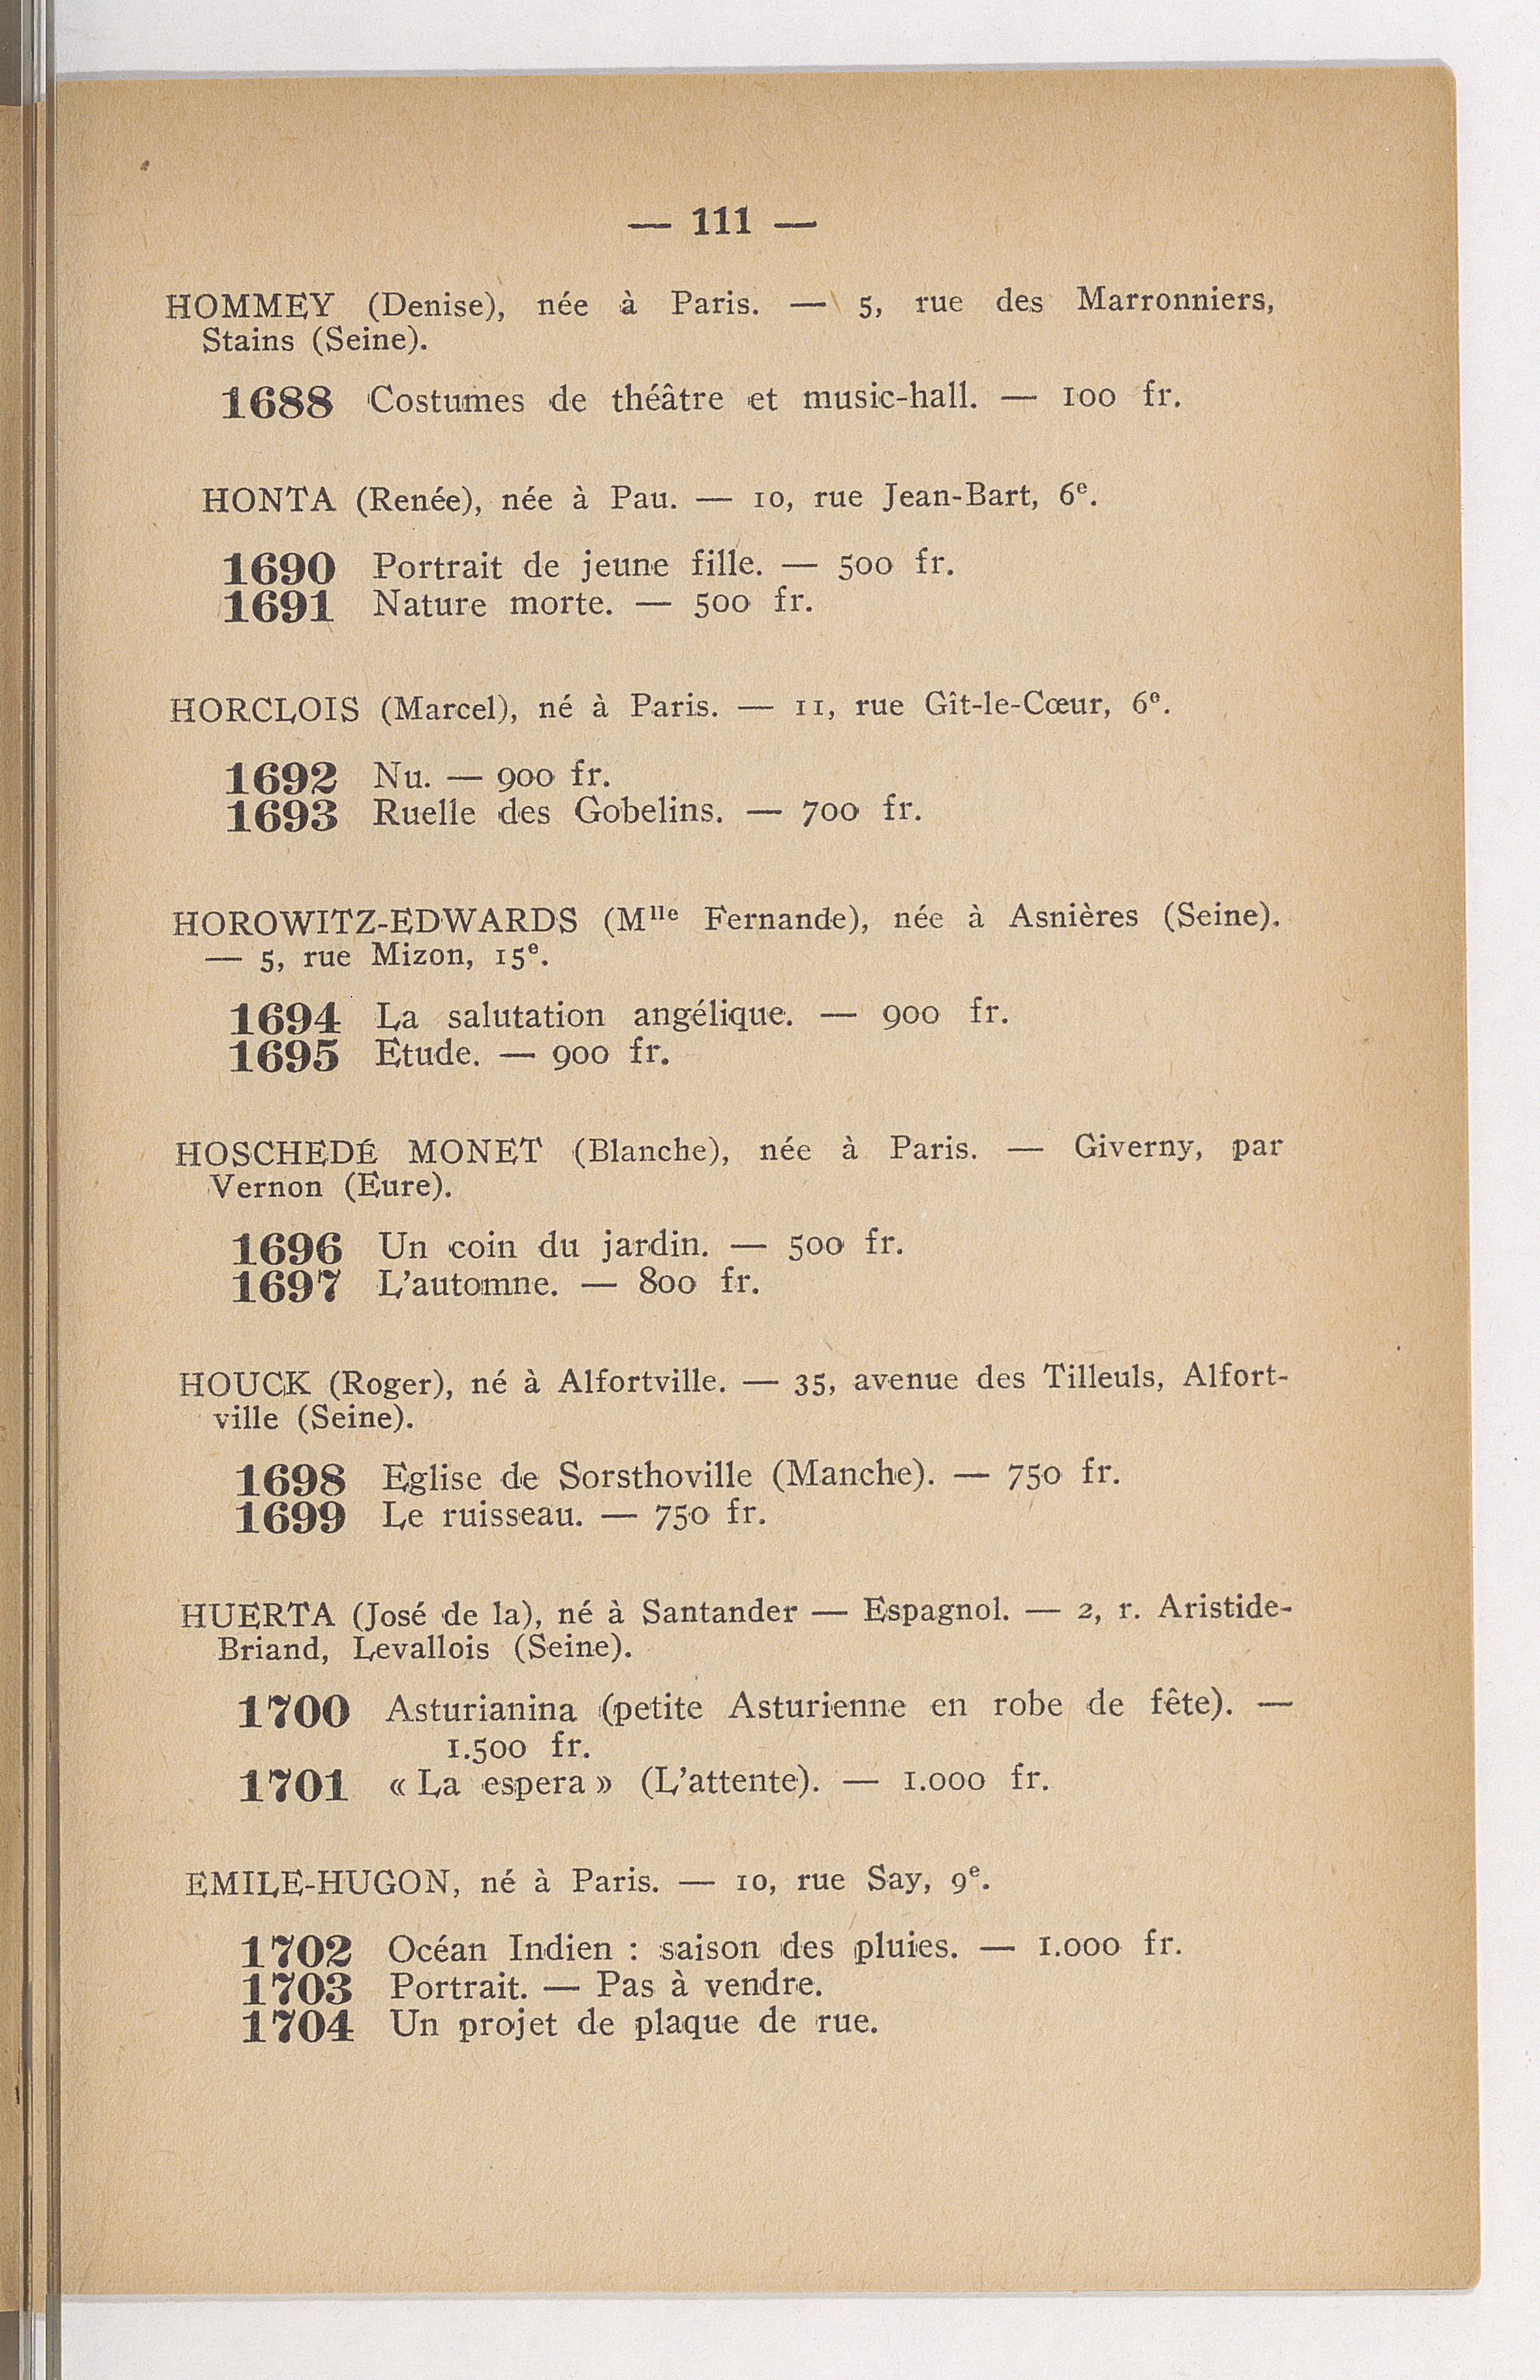 — 111 —
HOMMEY (Denise), née à Paris. — 5, rue des Marronniers,
Stains (Seine).
1688 Costumes de théâtre et music-hall. — 100 fr.
HONTA (Renée), née à Pau. — 10, rue Jean-Bart, 6e.
1690 Portrait de jeune fille. — 500 fr.
1691 Nature morte. — 500 fr.
HORCLOIS (Marcel), né à Paris. — 11, rue Gît-le-Cœur, 6e.
1692 Nu. — 900 fr.
1693 Ruelle des Gobelins. — 700 fr.
HOROWITZ-EDWARDS (Mlle Fernande), née à Asnières (Seine).
— 5, rue Mizon, 15e.
1694 La salutation angélique. — 900 fr.
1695 Etude. — 900 fr.
HOSCHEDÉ MONET (Blanche), née à Paris. — Giverny, par
Vernon (Eure).
1696 Un coin du jardin. — 500 fr.
1697 L'automne. — 800 fr.
HOUCK (Roger), né à Alfortville. — 35, avenue des Tilleuls, Alfort-
ville (Seine).
1698 Eglise de Sorsthoville (Manche). — 750 fr.
1699 Le ruisseau. — 750 fr.
HUERTA (José de la), né à Santander — Espagnol. — 2, r. Aristide-
Briand, Levallois (Seine).
1700 Asturianina (petite Asturienne en robe de fête). —
1.500 fr.
1701 « La espera » (L'attente). — 1.000 fr.
EMILE-HUGON, né à Paris. — 10, rue Say, 9e.
1702 Océan Indien : saison des pluies. — 1.000 fr.
1703 Portrait. — Pas à vendre.
1704 Un projet de plaque de rue.